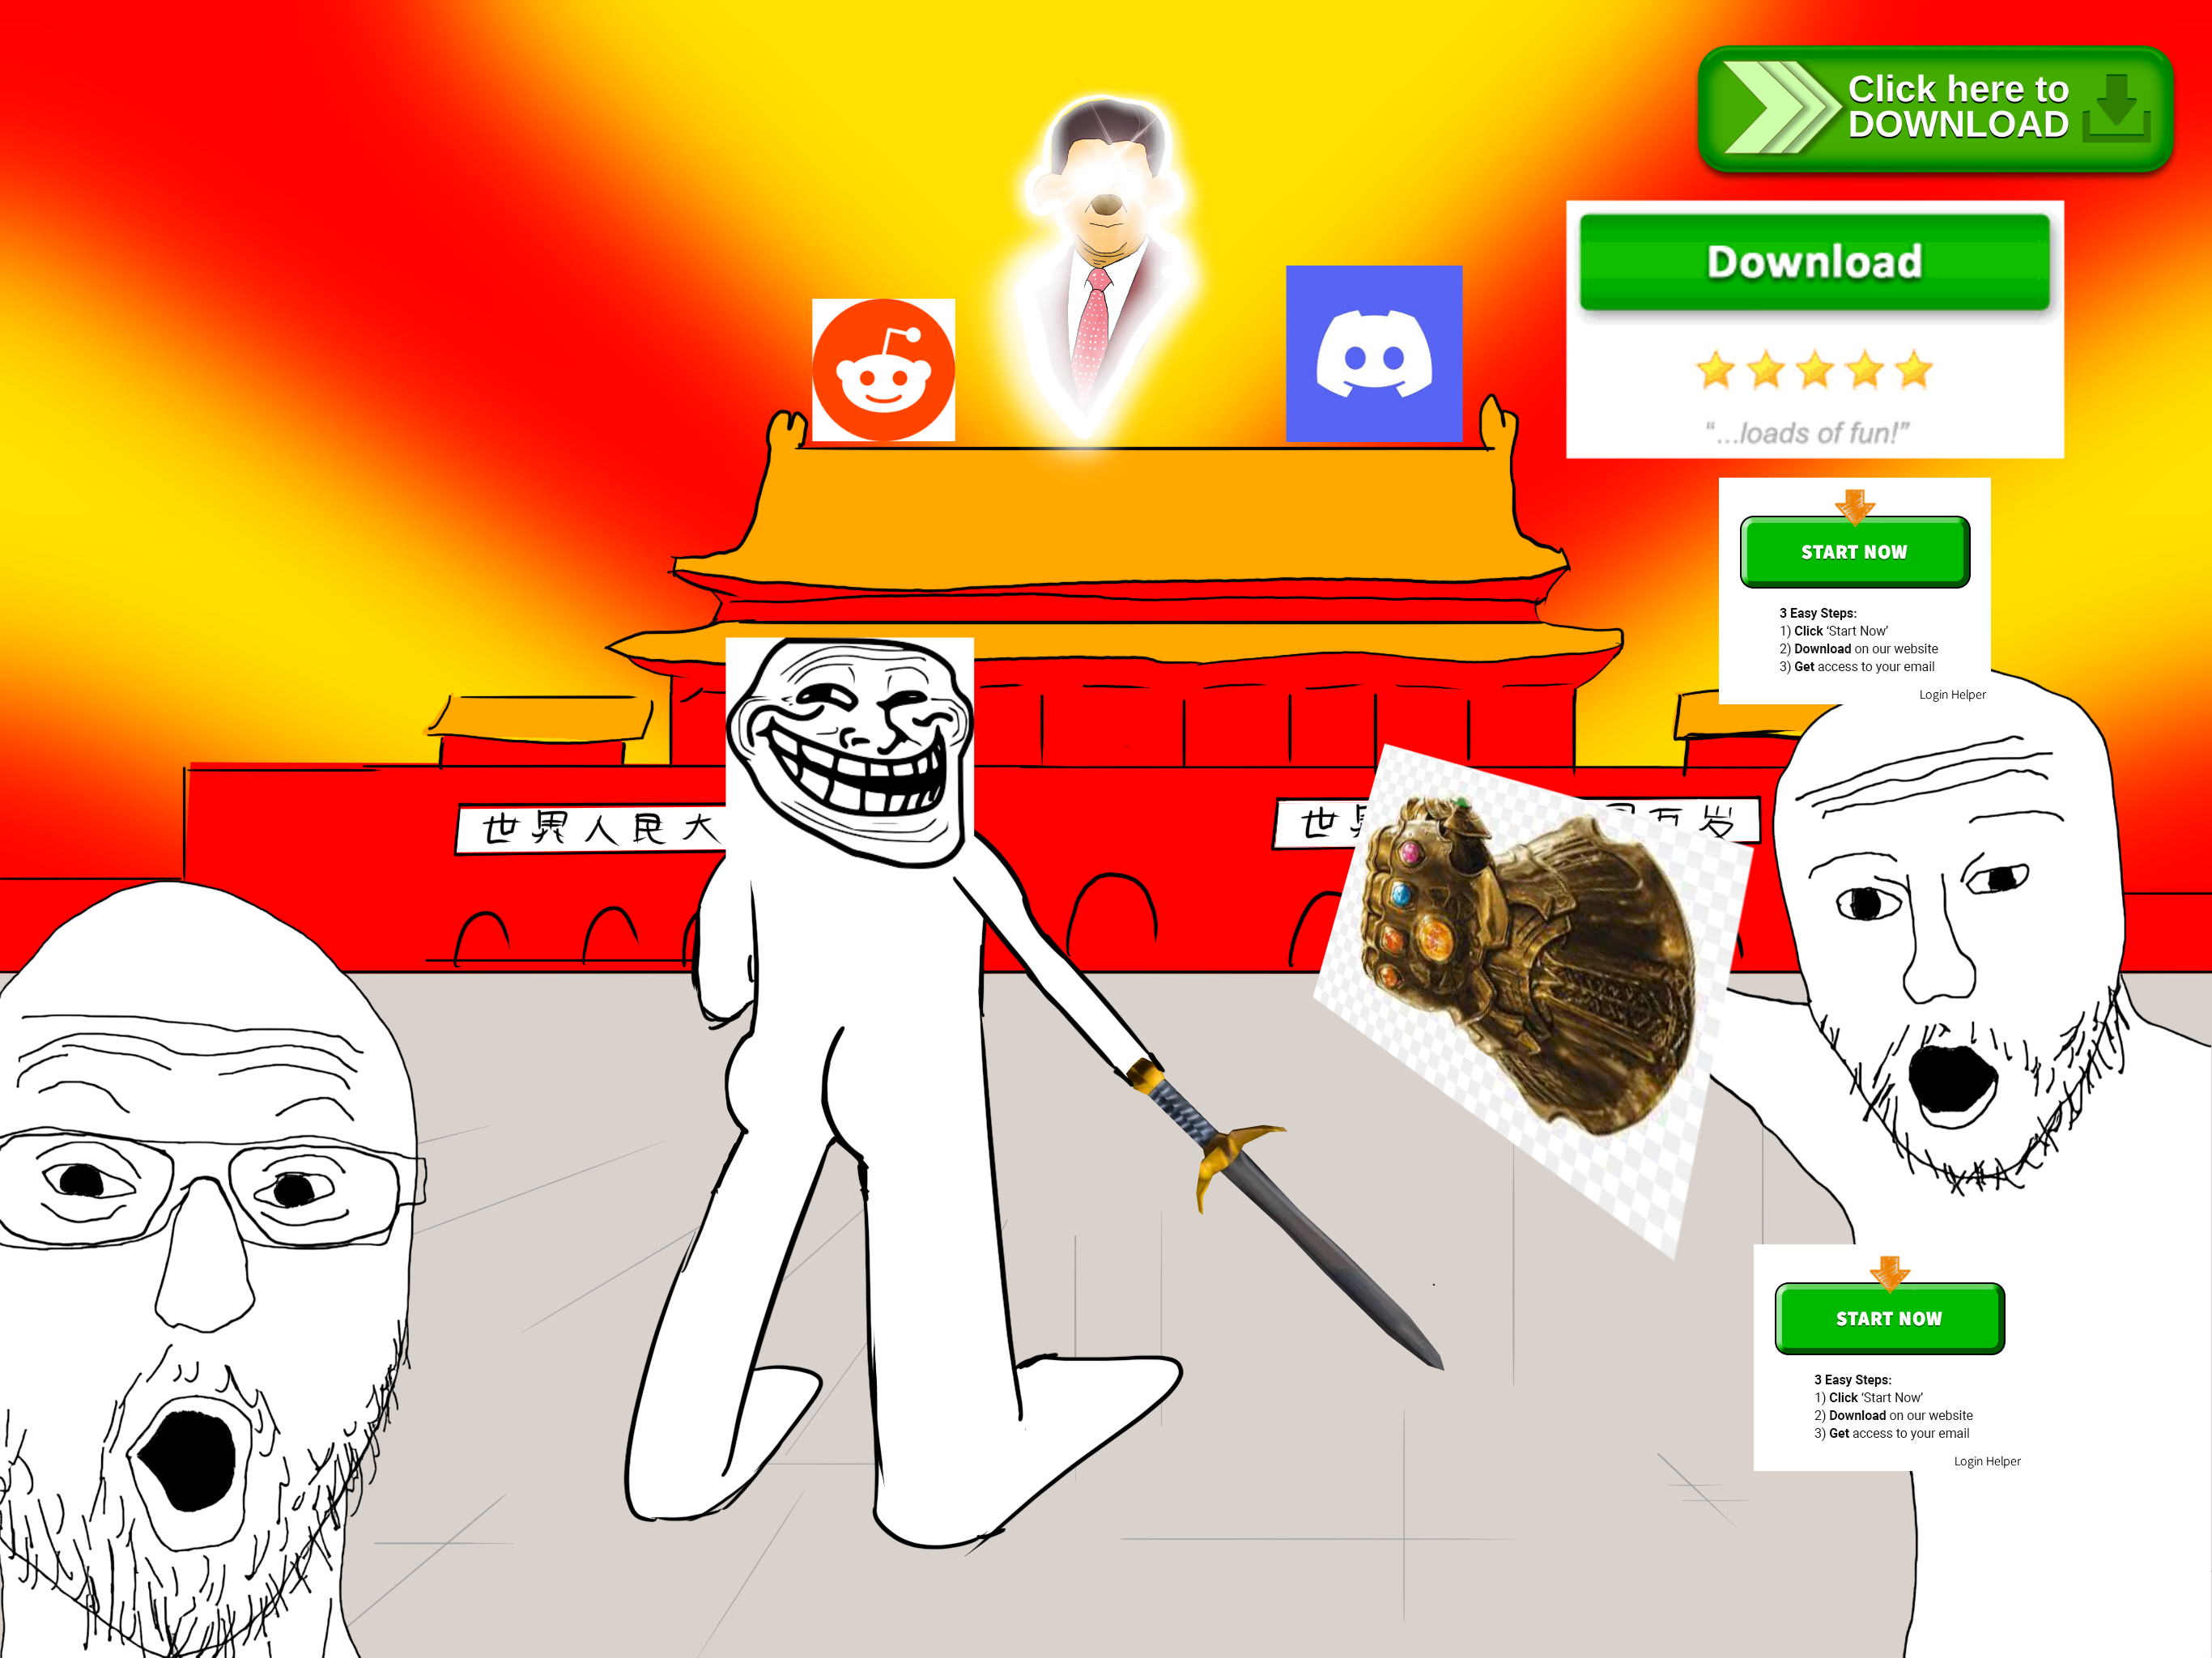 Click here to
DOWNLOAD
Download
"...loads of fun!"
START NOW
3 Easy Steps:
1) Click 'Start Now'
2) Download on our website
3) Get access to your email
Login Helper
世界人民大
世
万岁
START NOW
3 Easy Steps:
1) Click 'Start Now'
2) Download on our website
3) Get access to your email
Login Helper